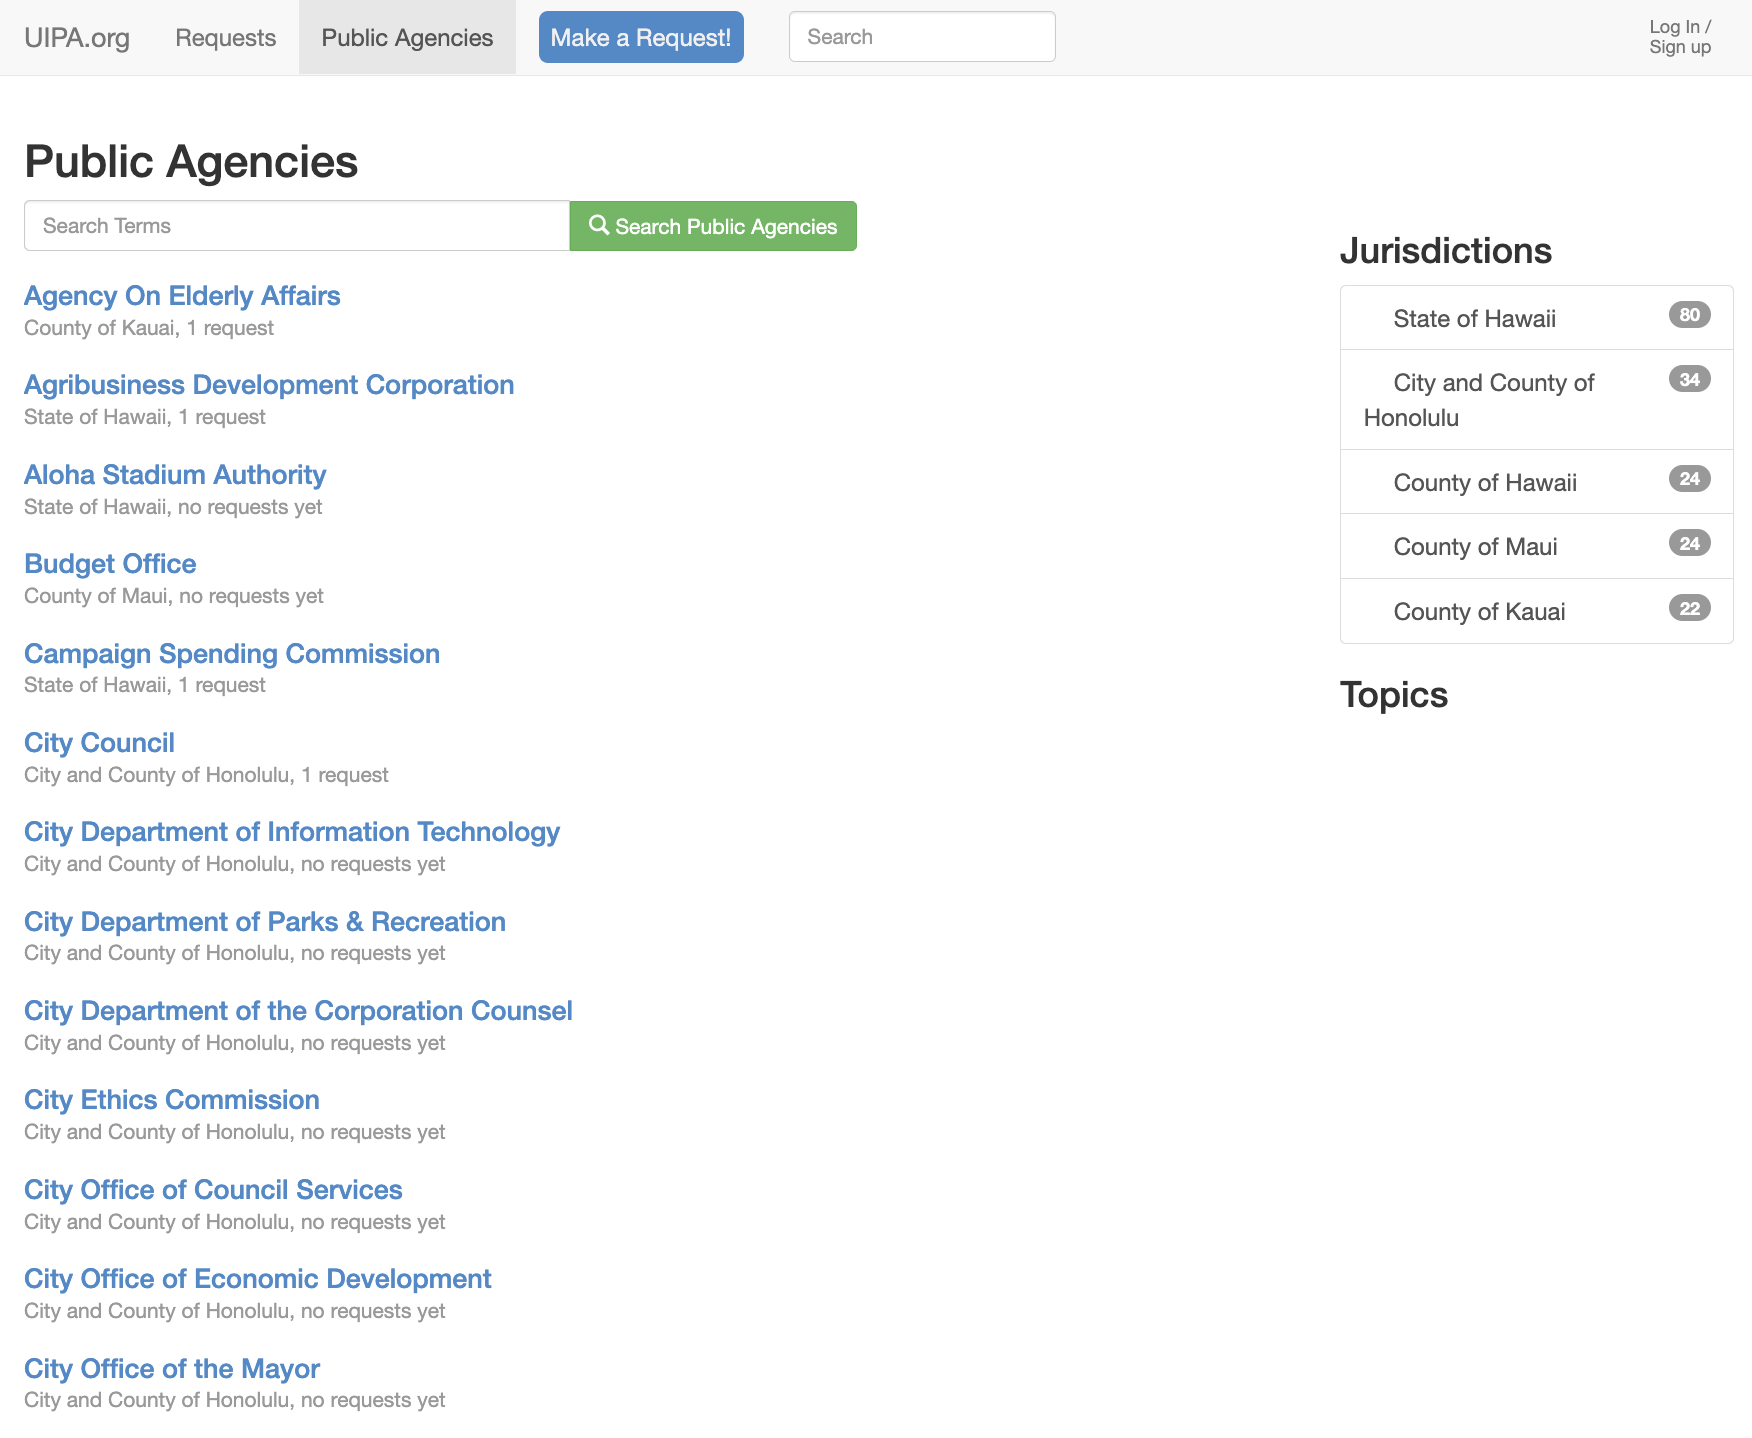 UIPA.org
Requests
Public Agencies
Make a Request!
Search
Log In /
Sign up
Public Agencies
Search Terms
Search Public Agencies
Agency On Elderly Affairs
County of Kauai, 1 request
Agribusiness Development Corporation
State of Hawaii, 1 request
Aloha Stadium Authority
State of Hawaii, no requests yet
Budget Office
County of Maui, no requests yet
Campaign Spending Commission
State of Hawaii, 1 request
City Council
City and County of Honolulu, 1 request
City Department of Information Technology
City and County of Honolulu, no requests yet
City Department of Parks & Recreation
City and County of Honolulu, no requests yet
City Department of the Corporation Counsel
City and County of Honolulu, no requests yet
City Ethics Commission
City and County of Honolulu, no requests yet
City Office of Council Services
City and County of Honolulu, no requests yet
City Office of Economic Development
City and County of Honolulu, no requests yet
City Office of the Mayor
City and County of Honolulu, no requests yet
Jurisdictions
State of Hawaii 80
City and County of 34
Honolulu
County of Hawaii 24
County of Maui 24
County of Kauai 22
Topics